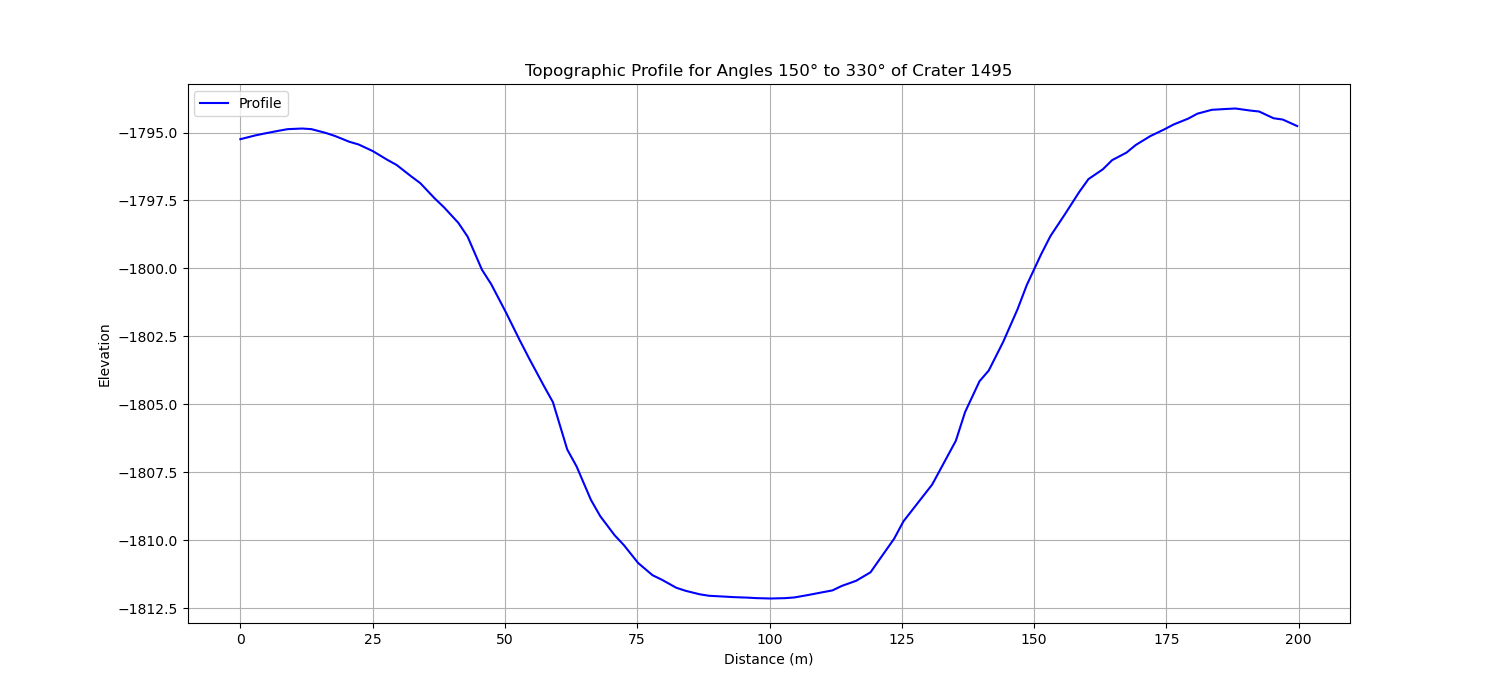 Topographic Profile for Angles 150° to 330° of Crater 1495
Profile
−1795.0
−1797.5
−1800.0
−1802.5
−1805.0
−1807.5
−1810.0
−1812.5
Elevation
0 25 50 75 100 125 150 175 200
Distance (m)